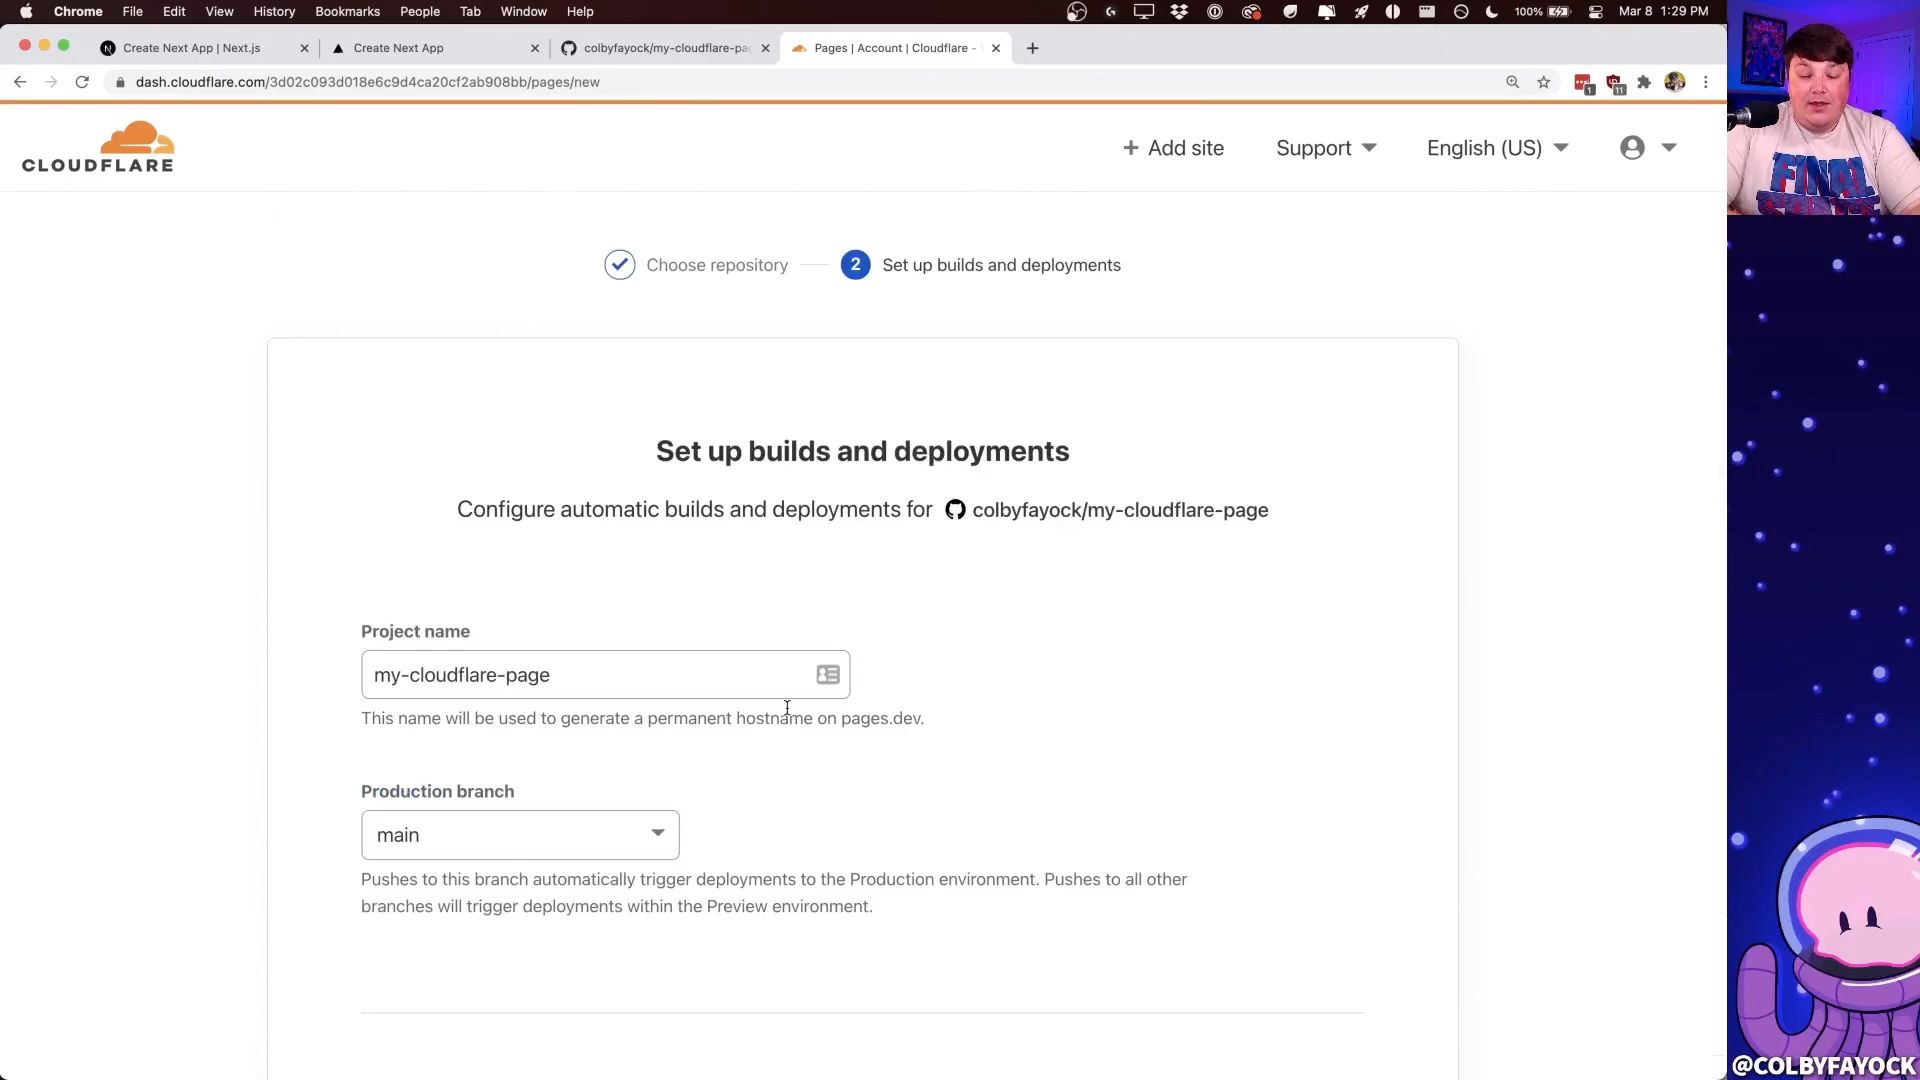 Chrome File Edit View History Bookmarks People Tab Window Help 100% Mar 8 1:29 PM
Create Next App | Next.js Create Next App colbyfayock/my-cloudflare-pag Pages | Account | Cloudflare -
dash.cloudflare.com/3d02c093d018e6c9d4ca20cf2ab908bb/pages/new 1 11
CLOUDFLARE
+ Add site Support English (US)
Choose repository 2 Set up builds and deployments
Set up builds and deployments
Configure automatic builds and deployments for colbyfayock/my-cloudflare-page
Project name
my-cloudflare-page
This name will be used to generate a permanent hostname on pages.dev.
Production branch
main
Pushes to this branch automatically trigger deployments to the Production environment. Pushes to all other
branches will trigger deployments within the Preview environment.
FINAL
@COLBYFAYOCK